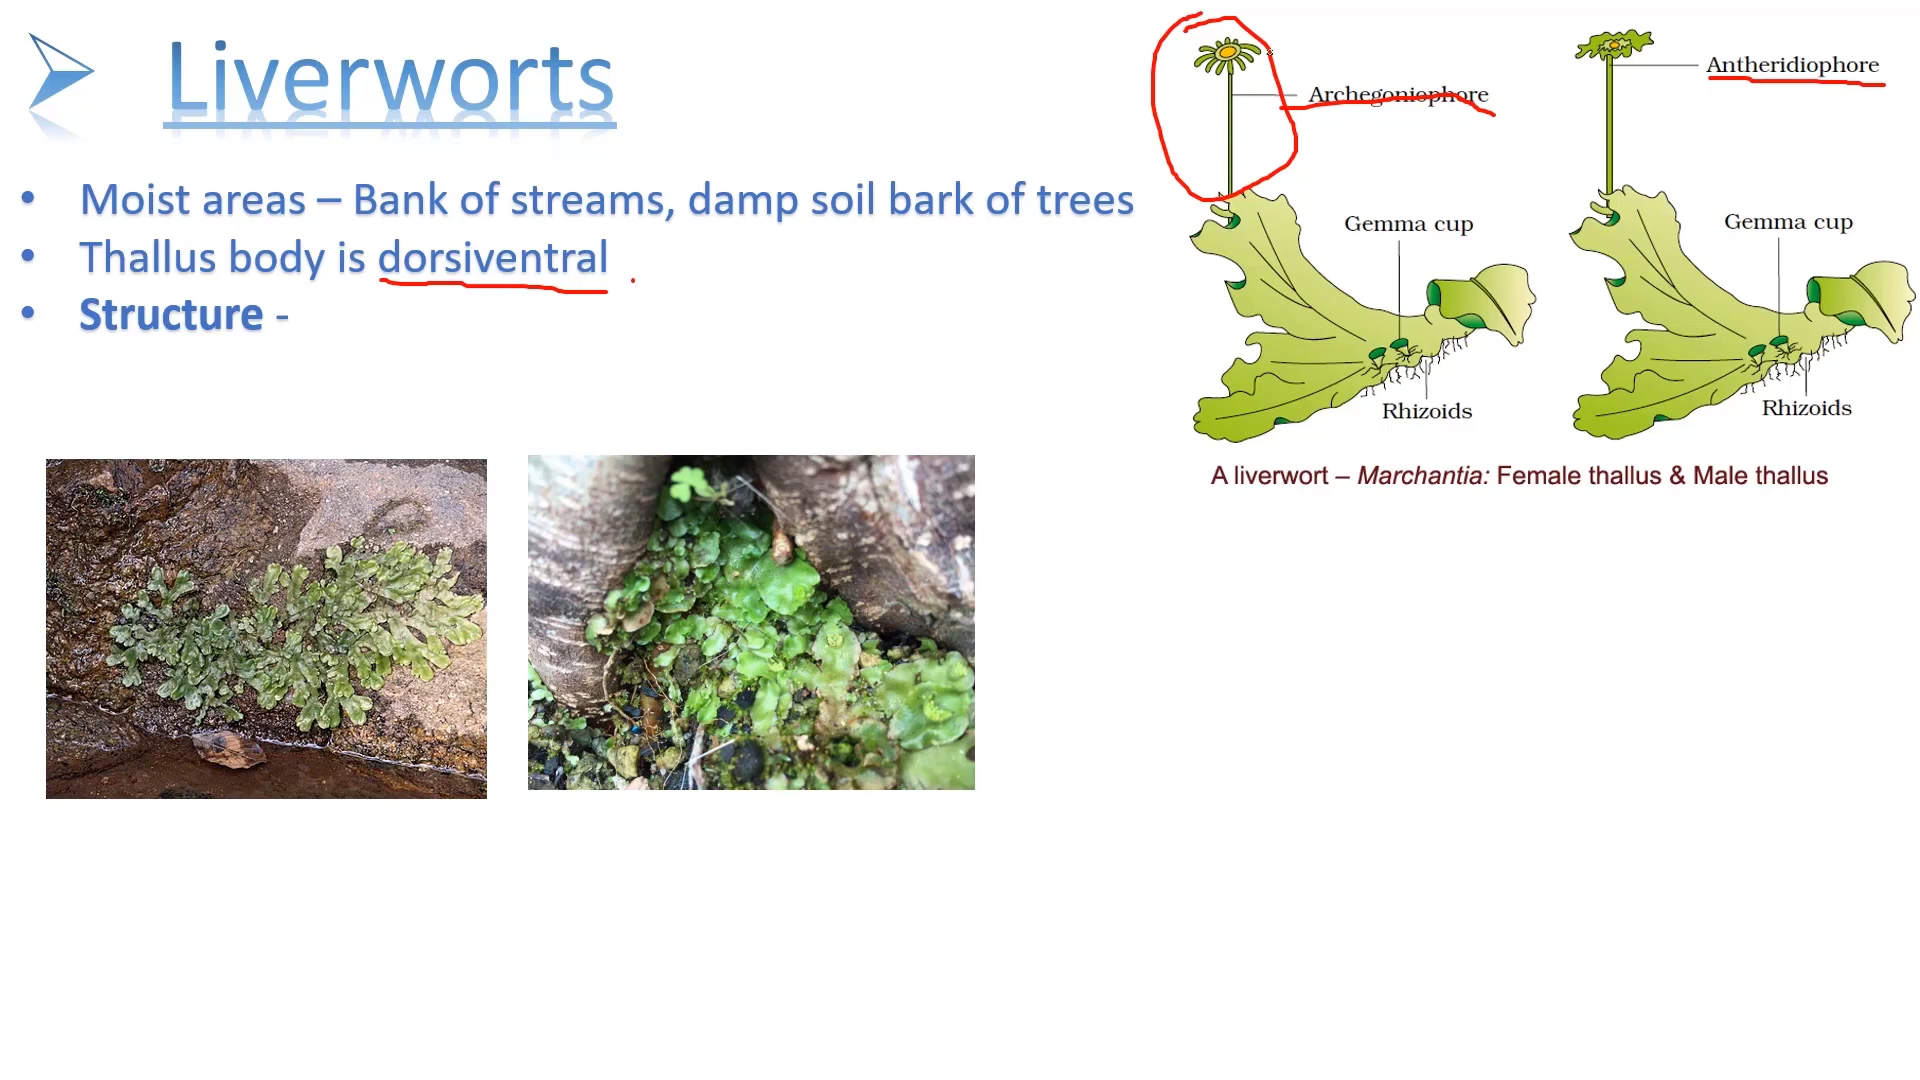 Liverworts
• Moist areas – Bank of streams, damp soil bark of trees
• Thallus body is dorsiventral
• Structure -
Archegoniophore
Gemma cup
Rhizoids
Antheridiophore
Gemma cup
Rhizoids
A liverwort – Marchantia: Female thallus & Male thallus